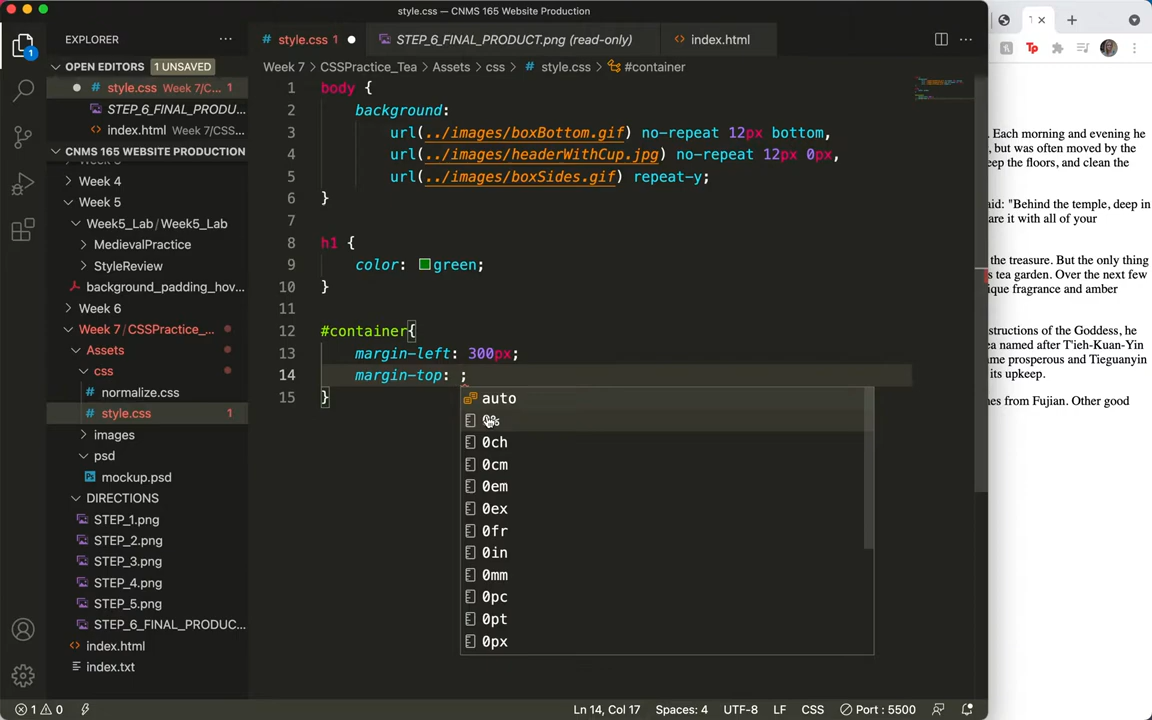 style.css — CNMS 165 Website Production
EXPLORER
style.css 1
STEP_6_FINAL_PRODUCT.png (read-only)
index.html
OPEN EDITORS
1 UNSAVED
style.css Week 7/C... 1
STEP_6_FINAL_PRODU...
index.html Week 7/CSS...
CNMS 165 WEBSITE PRODUCTION
Week 4
Week 5
Week5_Lab/Week5_Lab
MedievalPractice
StyleReview
background_padding_hov...
Week 6
Week 7/CSSPractice_...
Assets
css
normalize.css
style.css 1
images
psd
mockup.psd
DIRECTIONS
STEP_1.png
STEP_2.png
STEP_3.png
STEP_4.png
STEP_5.png
STEP_6_FINAL_PRODUC...
index.html
index.txt
1
Week 7 > CSSPractice_Tea > Assets > css > # style.css > #container
1 body {
2 background:
3 url(../images/boxBottom.gif) no-repeat 12px bottom,
4 url(../images/headerWithCup.jpg) no-repeat 12px 0px,
5 url(../images/boxSides.gif) repeat-y;
6 }
7
8 h1 {
9 color: green;
10 }
11
12 #container{
13 margin-left: 300px;
14 margin-top: ;
15 }
auto
0ch
0cm
0em
0ex
0fr
0in
0mm
0pc
0pt
0px
1
Tp
. Each morning and evening he
, but was often moved by the
eep the floors, and clean the
aid: "Behind the temple, deep in
are it with all of your
the treasure. But the only thing
s tea garden. Over the next few
ique fragrance and amber
structions of the Goddess, he
ea named after T'ieh-Kuan-Yin
ame prosperous and Tieguanyin
its upkeep.
nes from Fujian. Other good
1 0
Ln 14, Col 17
Spaces: 4
UTF-8
LF
CSS
Port : 5500